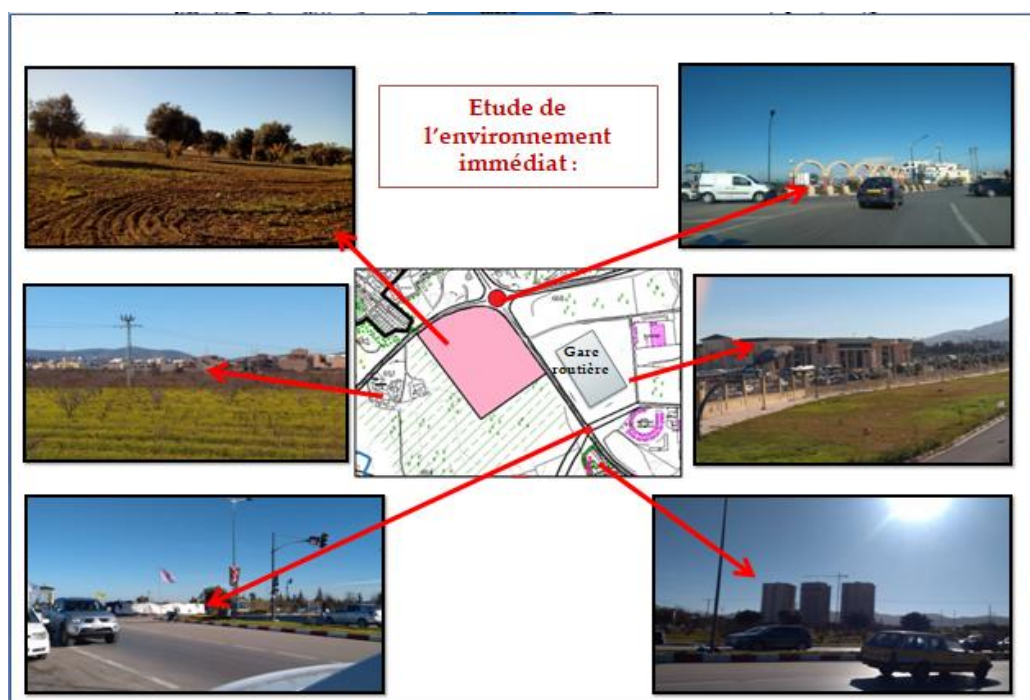 Etude de
l’environnement
immédiat :
Gare
routière